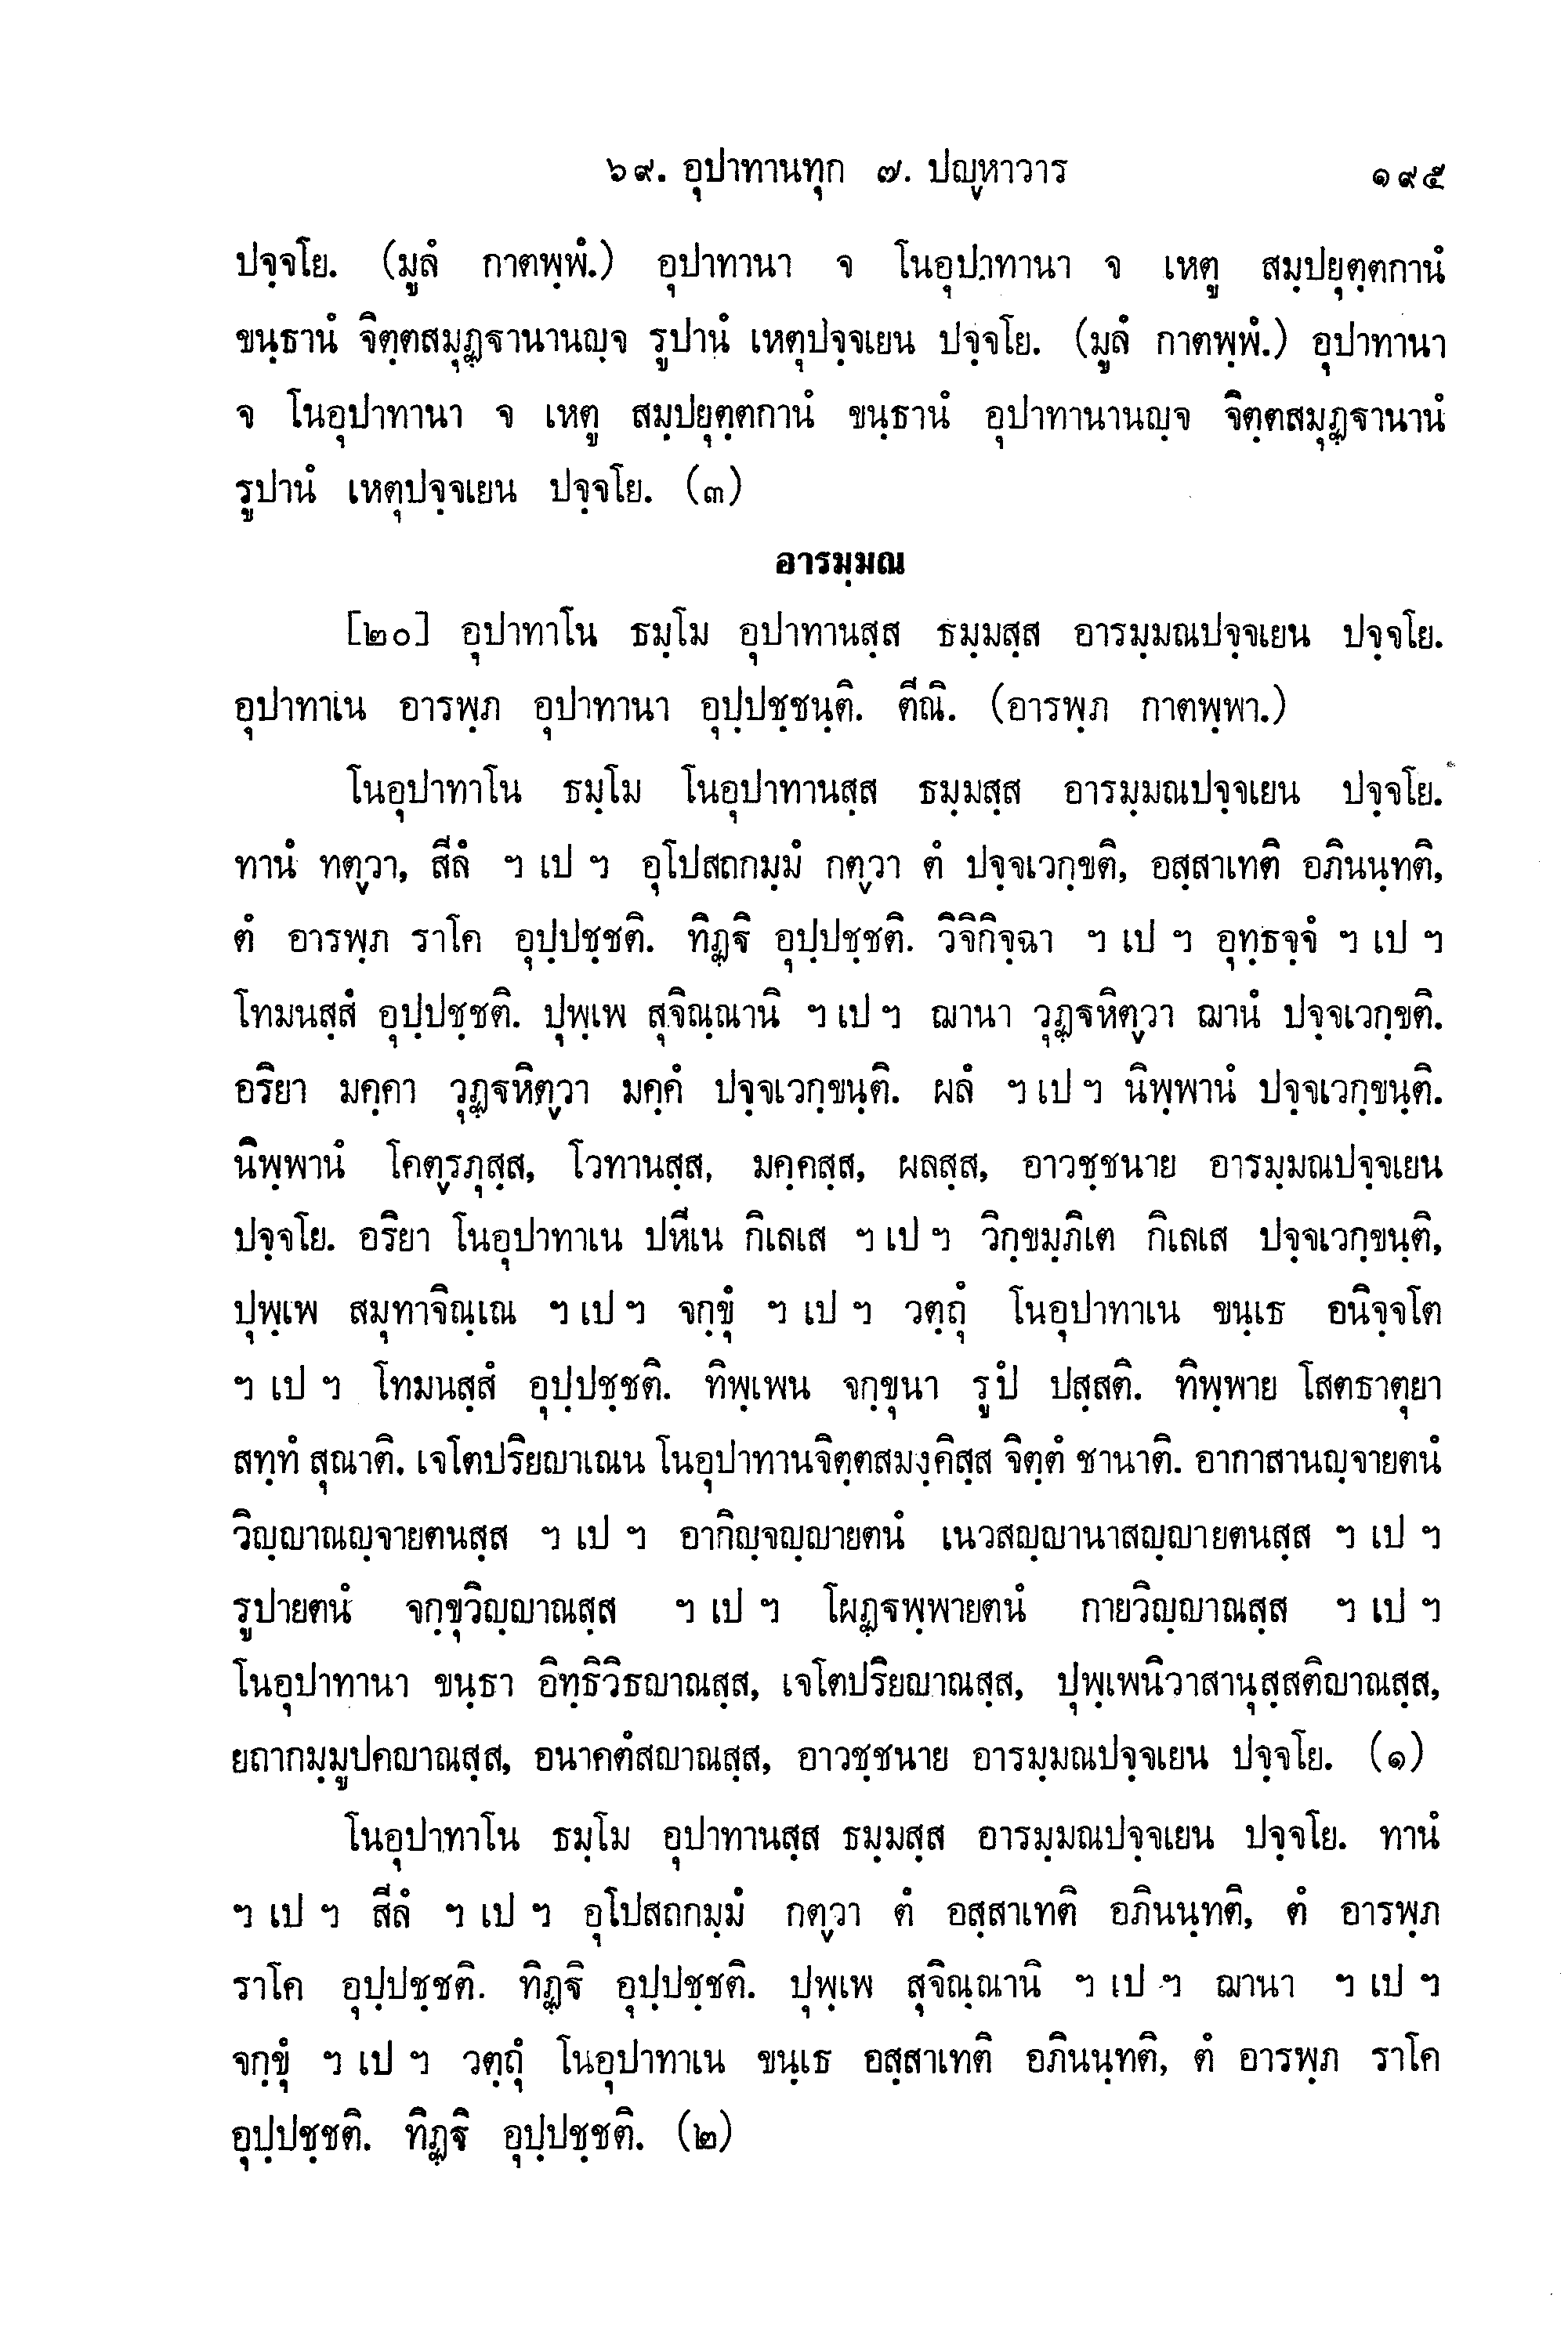 ๖๙. อุปาทานทุก ๗. ปญฺหาวาร ๑๙๕
ปจฺจโย. (มูลํ กาตพฺพํ.) อุปาทานา จ โนอุปาทานา จ เหตู สมฺปยุตฺตกานํ
ขนฺธานํ จิตฺตสมุฏฺฐานานญฺจ รูปานํ เหตุปจฺจเยน ปจฺจโย. (มูลํ กาตพฺพํ.) อุปาทานา
จ โนอุปาทานา จ เหตู สมฺปยุตฺตกานํ ขนฺธานํ อุปาทานานญฺจ จิตฺตสมุฏฺฐานานํ
รูปานํ เหตุปจฺจเยน ปจฺจโย. (๓)
อารมฺมณ
[๒๐] อุปาทาโน ธมฺโม อุปาทานสฺส ธมฺมสฺส อารมฺมณปจฺจเยน ปจฺจโย.
อุปาทาเน อารพฺภ อุปาทานา อุปฺปชฺชนฺติ. ตีณิ. (อารพฺภ กาตพฺพา.)
โนอุปาทาโน ธมฺโม โนอุปาทานสฺส ธมฺมสฺส อารมฺมณปจฺจเยน ปจฺจโย.
ทานํ ทตฺวา, สีลํ ฯ เป ฯ อุโปสถกมฺมํ กตฺวา ตํ ปจฺจเวกฺขติ, อสฺสาเทติ อภินนฺทติ,
ตํ อารพฺภ ราโค อุปฺปชฺชติ. ทิฏฺฐิ อุปฺปชฺชติ. วิจิกิจฺฉา ฯ เป ฯ อุทฺธจฺจํ ฯ เป ฯ
โทมนสฺสํ อุปฺปชฺชติ. ปุพฺเพ สุจิณฺณานิ ฯ เป ฯ ฌานา วุฏฺฐหิตฺวา ฌานํ ปจฺจเวกฺขติ.
อริยา มคฺคา วุฏฺฐหิตฺวา มคฺคํ ปจฺจเวกฺขนฺติ. ผลํ ฯ เป ฯ นิพฺพานํ ปจฺจเวกฺขนฺติ.
นิพฺพานํ โคตฺรภุสฺส, โวทานสฺส, มคฺคสฺส, ผลสฺส, อาวชฺชนาย อารมฺมณปจฺจเยน
ปจฺจโย. อริยา โนอุปาทาเน ปหีเน กิเลเส ฯ เป ฯ วิกฺขมฺภิเต กิเลเส ปจฺจเวกฺขนฺติ,
ปุพฺเพ สมุทาจิณฺเณ ฯ เป ฯ จกฺขุํ ฯ เป ฯ วตฺถุํ โนอุปาทาเน ขนฺเธ อนิจฺจโต
ฯ เป ฯ โทมนสฺสํ อุปฺปชฺชติ. ทิพฺเพน จกฺขุนา รูปํ ปสฺสติ. ทิพฺพาย โสตธาตุยา
สทฺทํ สุณาติ. เจโตปริยญาเณน โนอุปาทานจิตฺตสมงฺคิสฺส จิตฺตํ ชานาติ. อากาสานญฺจายตนํ
วิญฺญาณญฺจายตนสฺส ฯ เป ฯ อากิญฺจญฺญายตนํ เนวสญฺญานาสญฺญายตนสฺส ฯ เป ฯ
รูปายตนํ จกฺขุวิญฺญาณสฺส ฯ เป ฯ โผฏฺฐพฺพายตนํ กายวิญฺญาณสฺส ฯ เป ฯ
โนอุปาทานา ขนฺธา อิทฺธิวิธญาณสฺส, เจโตปริยญาณสฺส, ปุพฺเพนิวาสานุสฺสติญาณสฺส,
ยถากมฺมูปคญาณสฺส, อนาคตํสญาณสฺส, อาวชฺชนาย อารมฺมณปจฺจเยน ปจฺจโย. (๑)
โนอุปาทาโน ธมฺโม อุปาทานสฺส ธมฺมสฺส อารมฺมณปจฺจเยน ปจฺจโย. ทานํ
ฯ เป ฯ สีลํ ฯ เป ฯ อุโปสถกมฺมํ กตฺวา ตํ อสฺสาเทติ อภินนฺทติ, ตํ อารพฺภ
ราโค อุปฺปชฺชติ. ทิฏฺฐิ อุปฺปชฺชติ. ปุพฺเพ สุจิณฺณานิ ฯ เป ฯ ฌานา ฯ เป ฯ
จกฺขุํ ฯ เป ฯ วตฺถุํ โนอุปาทาเน ขนฺเธ อสฺสาเทติ อภินนฺทติ, ตํ อารพฺภ ราโค
อุปฺปชฺชติ. ทิฏฺฐิ อุปฺปชฺชติ. (๒)